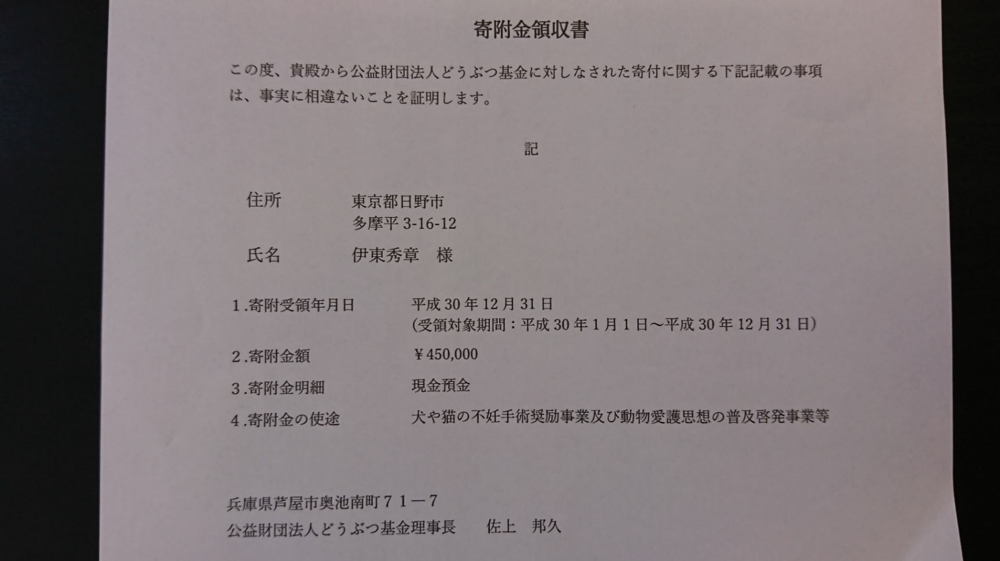 寄附金領収書
この度、貴殿から公益財団法人どうぶつ基金に対しなされた寄付に関する下記記載の事項
は、事実に相違ないことを証明します。
記
住所 東京都日野市
多摩平 3-16-12
氏名 伊東秀章 様
１.寄附受領年月日 平成 30 年 12 月 31 日
(受領対象期間：平成 30 年 1 月 1 日～平成 30 年 12 月 31 日)
２.寄附金額 ￥450,000
３.寄附金明細 現金預金
４.寄附金の使途 犬や猫の不妊手術奨励事業及び動物愛護思想の普及啓発事業等
兵庫県芦屋市奥池南町７１－７
公益財団法人どうぶつ基金理事長 佐上 邦久